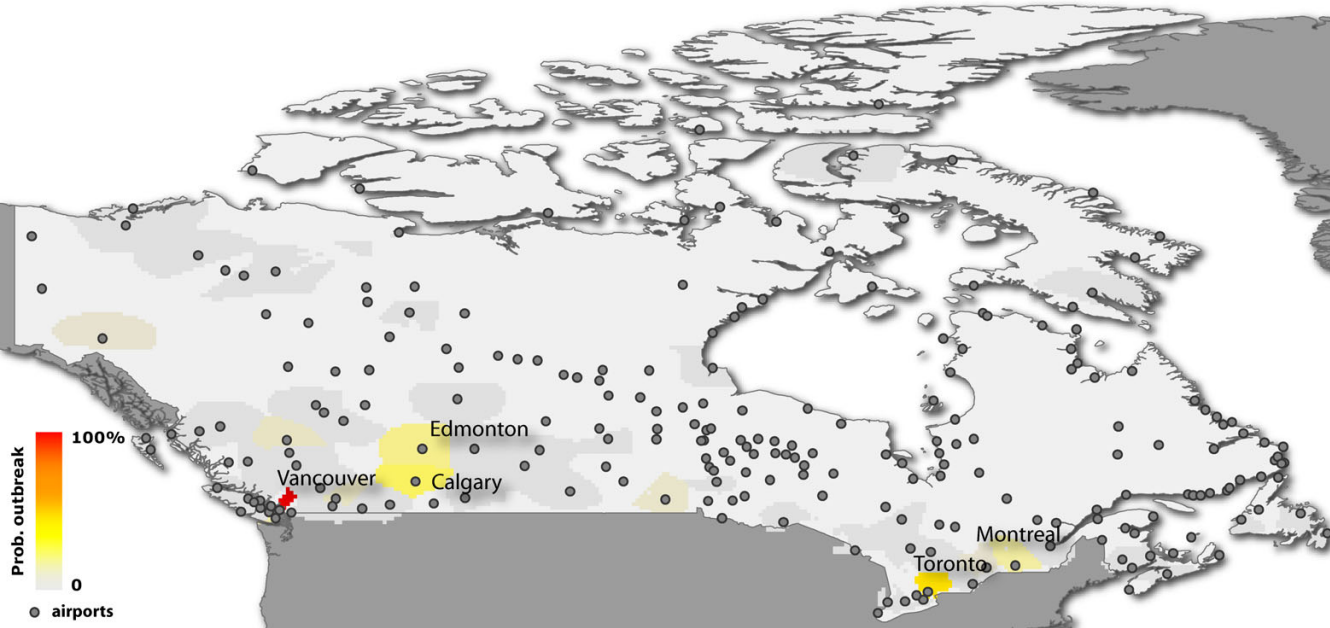 Edmonton
Vancouver
Calgary
Montreal
Toronto
Prob. outbreak
100%
0
airports